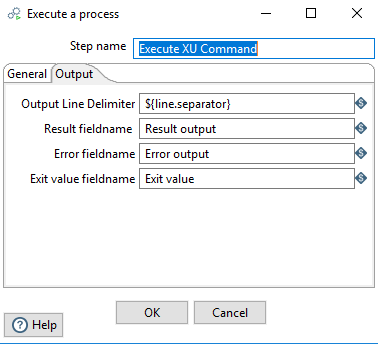 Execute a process
Step name Execute XU Command
General Output
Output Line Delimiter ${line.separator}
Result fieldname Result output
Error fieldname Error output
Exit value fieldname Exit value
OK Cancel
Help